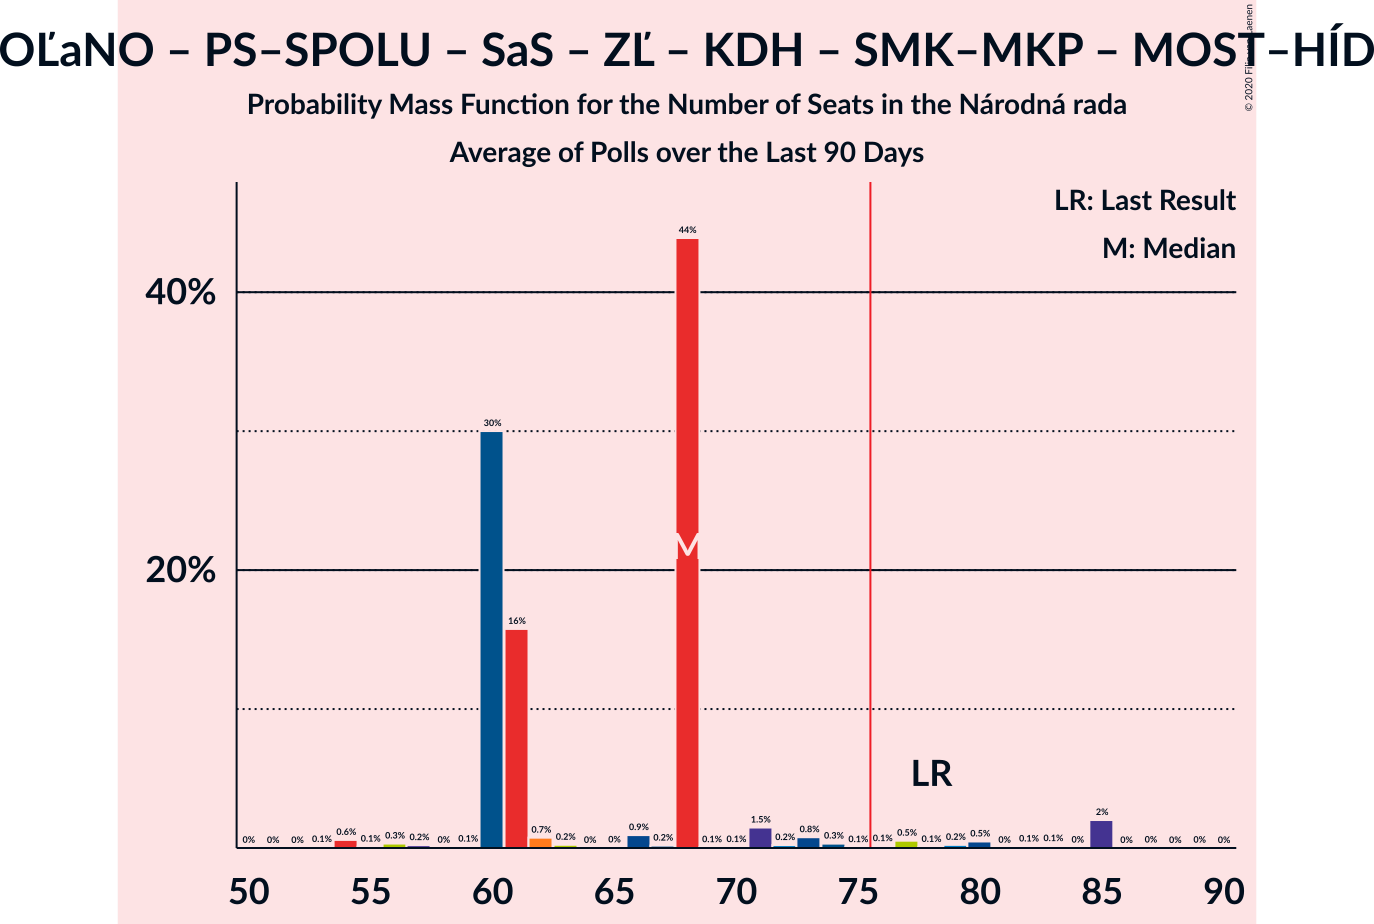 OĽaNO – PS–SPOLU – SaS – ZĽ – KDH – SMK–MKP – MOST–HÍD
Probability Mass Function for the Number of Seats in the Národná rada
Average of Polls over the Last 90 Days
© 2020
LR: Last Result
M: Median
44%
40%
30%
M
20%
16%
LR
0% 0% 0% 0.1% 0.6% 0.1% 0.3% 0.2% 0% 0.1% 0.7% 0.2% 0% 0% 0.9% 0.2% 0.1% 0.1% 1.5% 0.2% 0.8% 0.3% 0.1% 0.1% 0.5% 0.1% 0.2% 0.5% 0% 0.1% 0.1% 0% 2% 0% 0% 0% 0% 0%
50 55 60 65 70 75 80 85 90